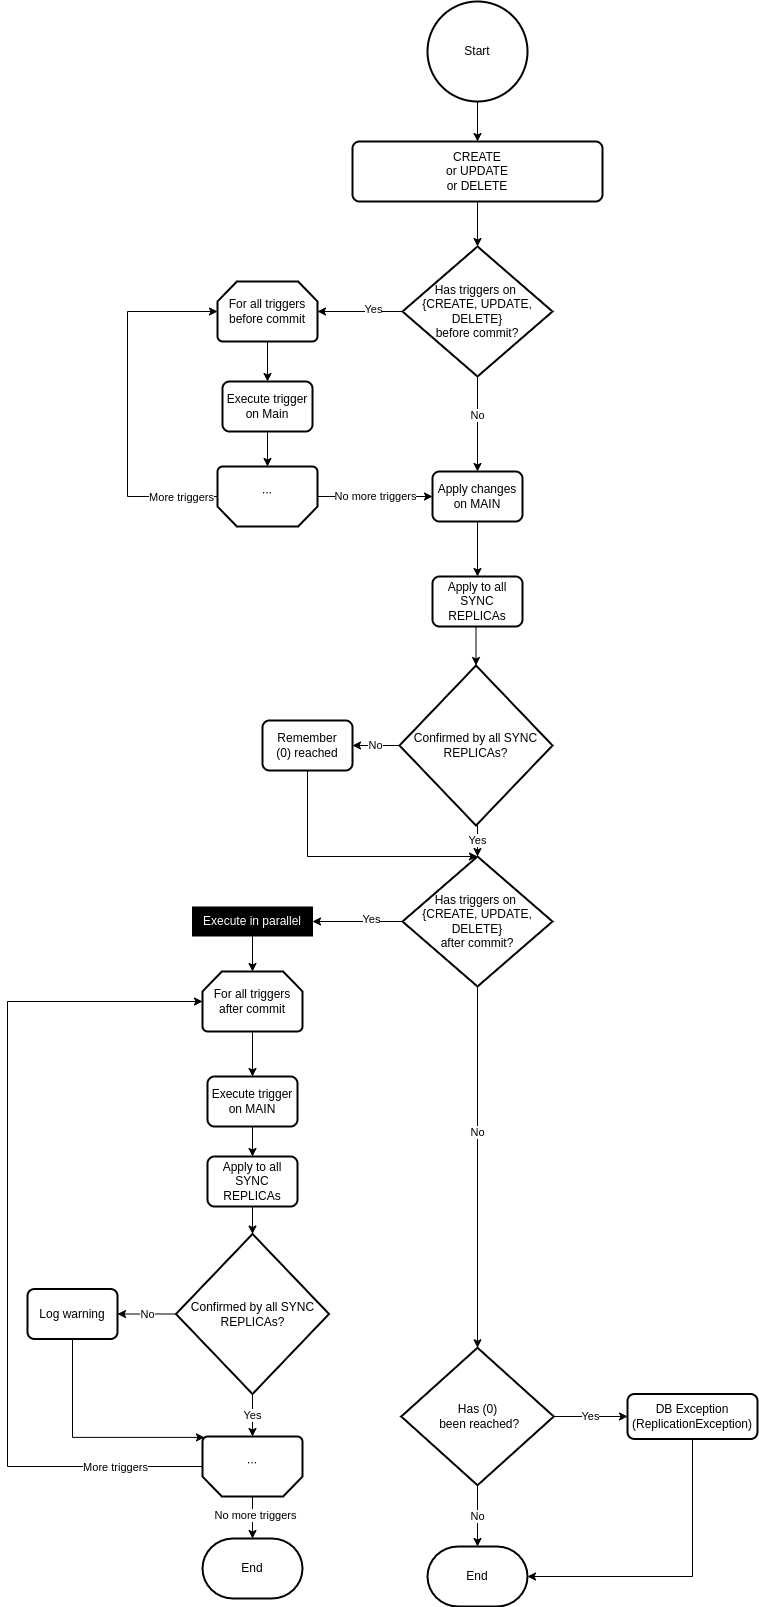 Start
CREATE
or UPDATE
or DELETE
Has triggers on
{CREATE, UPDATE,
DELETE}
before commit?
Yes
For all triggers
before commit
Execute trigger
on Main
...
More triggers
No more triggers
No
Apply changes
on MAIN
Apply to all
SYNC
REPLICAs
Confirmed by all SYNC
REPLICAs?
No
Remember
(0) reached
Yes
Has triggers on
{CREATE, UPDATE,
DELETE}
after commit?
Yes
Execute in parallel
For all triggers
after commit
Execute trigger
on MAIN
Apply to all
SYNC
REPLICAs
Confirmed by all SYNC
REPLICAs?
No
Log warning
Yes
...
More triggers
No more triggers
End
No
Has (0)
been reached?
Yes
DB Exception
(ReplicationException)
No
End